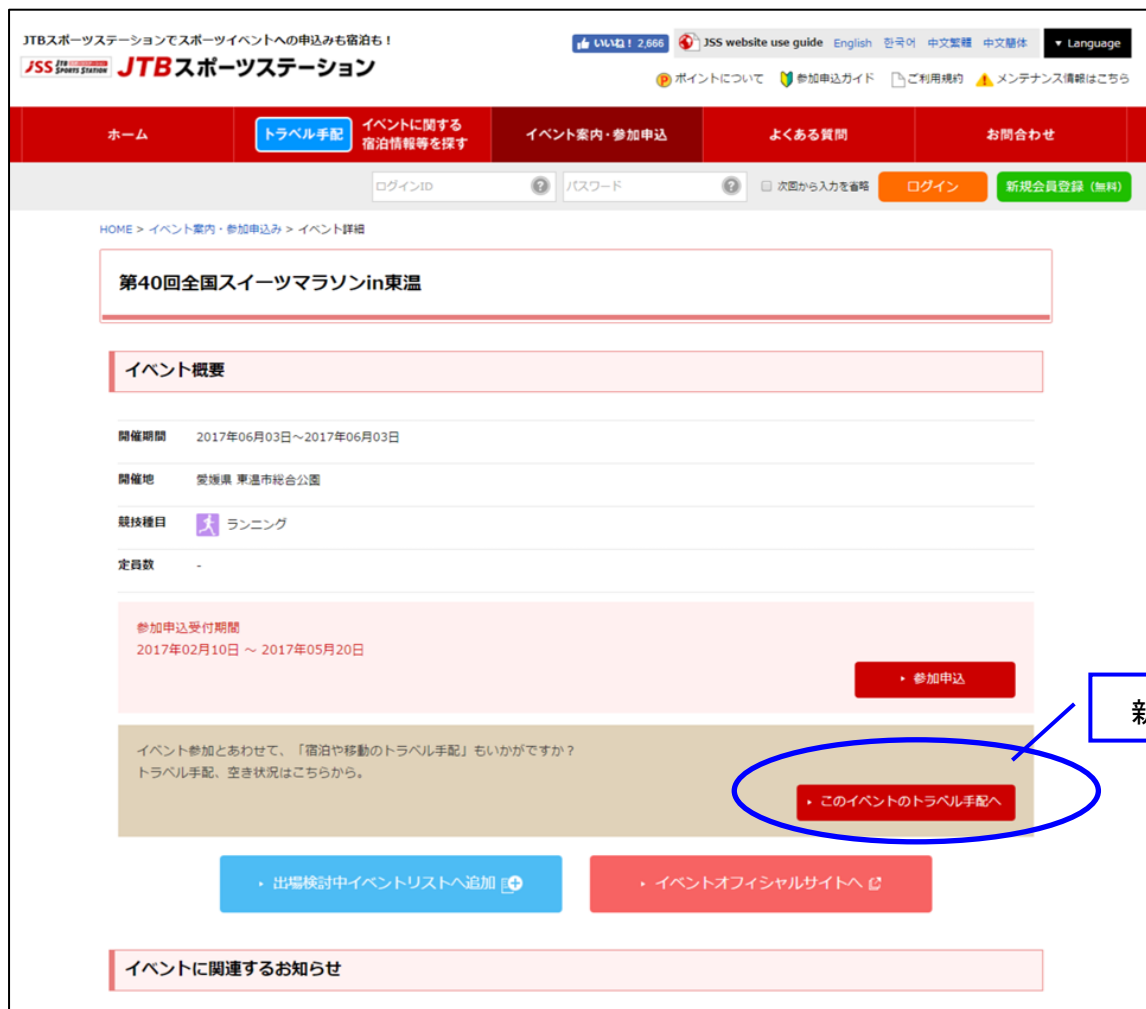 JTBスポーツステーションでスポーツイベントへの申込みも宿泊も！
いいね！ 2,666 JSS website use guide English 한국어 中文繁體 中文簡体 ▼ Language
JSS JTB SPORTS STATION JTBスポーツステーション
ポイントについて 参加申込ガイド ご利用規約 メンテナンス情報はこちら
ホーム トラベル手配 イベントに関する宿泊情報等を探す イベント案内・参加申込 よくある質問 お問合わせ
ログインID ? パスワード ? 次回から入力を省略 ログイン 新規会員登録（無料）
HOME > イベント案内・参加申込み > イベント詳細
第40回全国スイーツマラソンin東温
イベント概要
開催期間 2017年06月03日～2017年06月03日
開催地 愛媛県 東温市総合公園
競技種目 ランニング
定員数 -
参加申込受付期間
2017年02月10日 ～ 2017年05月20日
参加申込
新
イベント参加とあわせて、「宿泊や移動のトラベル手配」もいかがですか？
トラベル手配、空き状況はこちらから。
このイベントのトラベル手配へ
出場検討中イベントリストへ追加 イベントオフィシャルサイトへ
イベントに関連するお知らせ